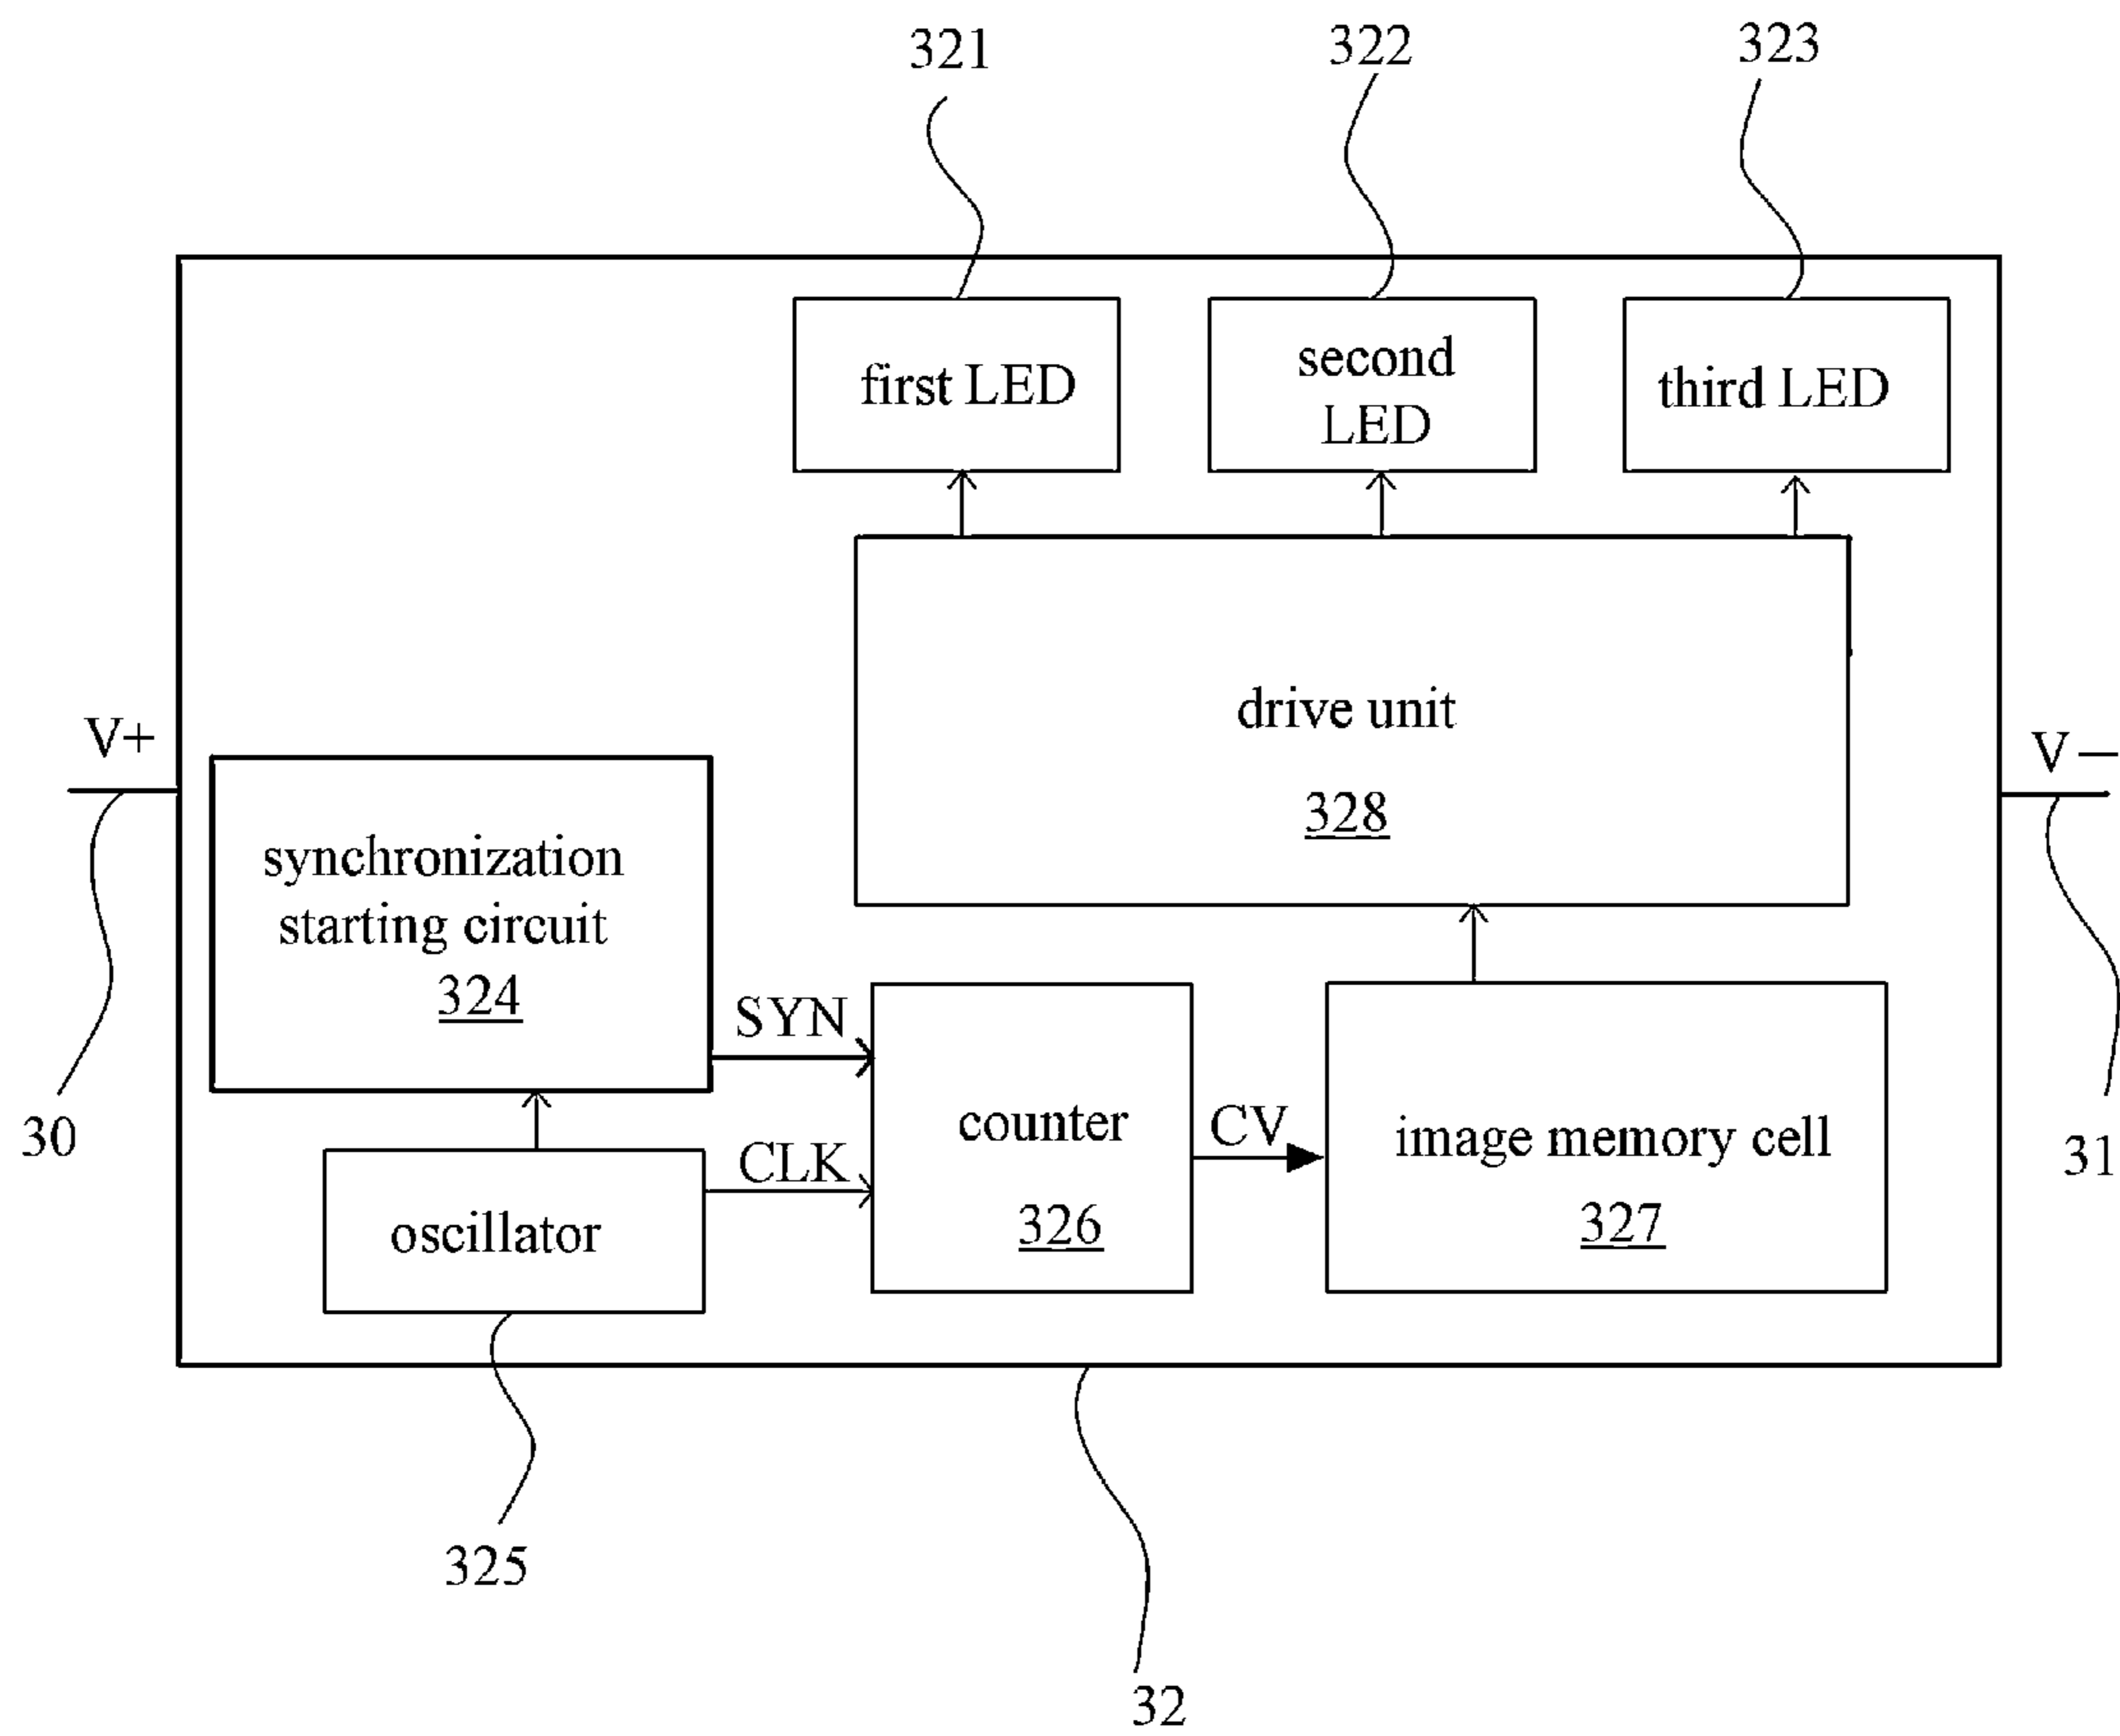 321
322
323
first LED
second
LED
third LED
drive unit
328
V+
V—
synchronization
starting circuit
324
SYN
CLK
counter
326
CV
image memory cell
327
oscillator
30
31
325
32